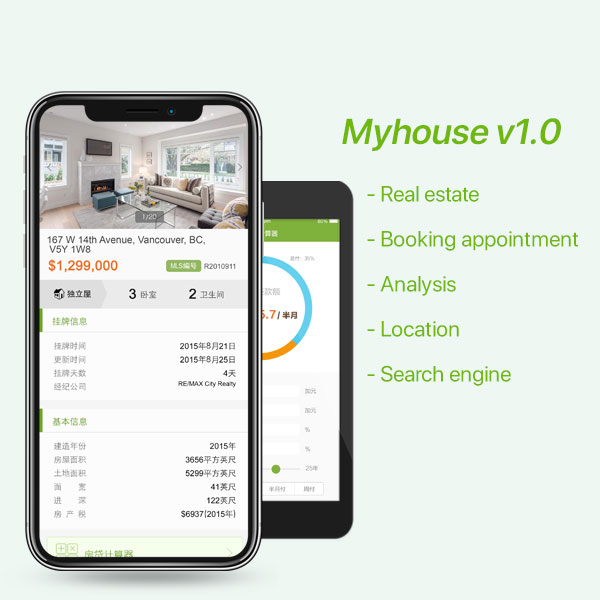 Myhouse v1.0
- Real estate
- Booking appointment
- Analysis
- Location
- Search engine
1/20
167 W 14th Avenue, Vancouver, BC,
V5Y 1W8
$1,299,000 MLS编号 R2010911
独立屋 3 卧室 2 卫生间
挂牌信息
挂牌时间 2015年8月21日
更新时间 2015年8月25日
挂牌天数 4天
经纪公司 RE/MAX City Realty
基本信息
建造年份 2015年
房屋面积 3656平方英尺
土地面积 5299平方英尺
面 宽 41英尺
进 深 122英尺
房 产 税 $6937(2015年)
房贷计算器
80%
算器
35%
款额
5.7/ 半月
加元
加元
%
%
25年
半月付 周付